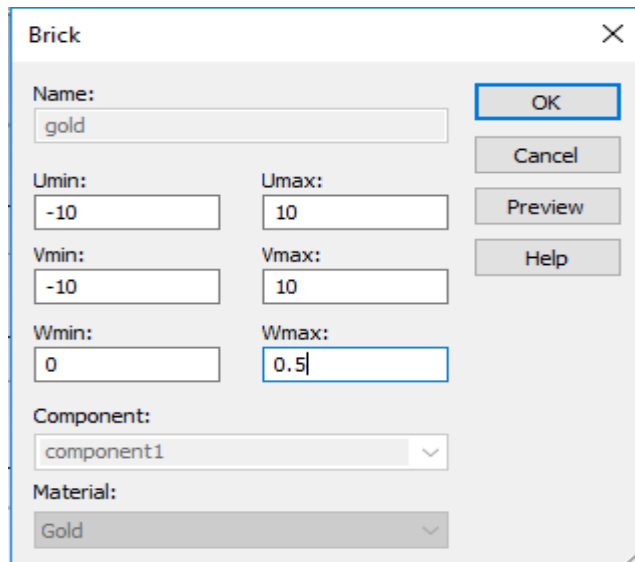 Brick
Name:
gold
OK
Cancel
Umin:
Umax:
-10
10
Preview
Vmin:
Vmax:
-10
10
Help
Wmin:
Wmax:
0
0.5
Component:
component1
Material:
Gold